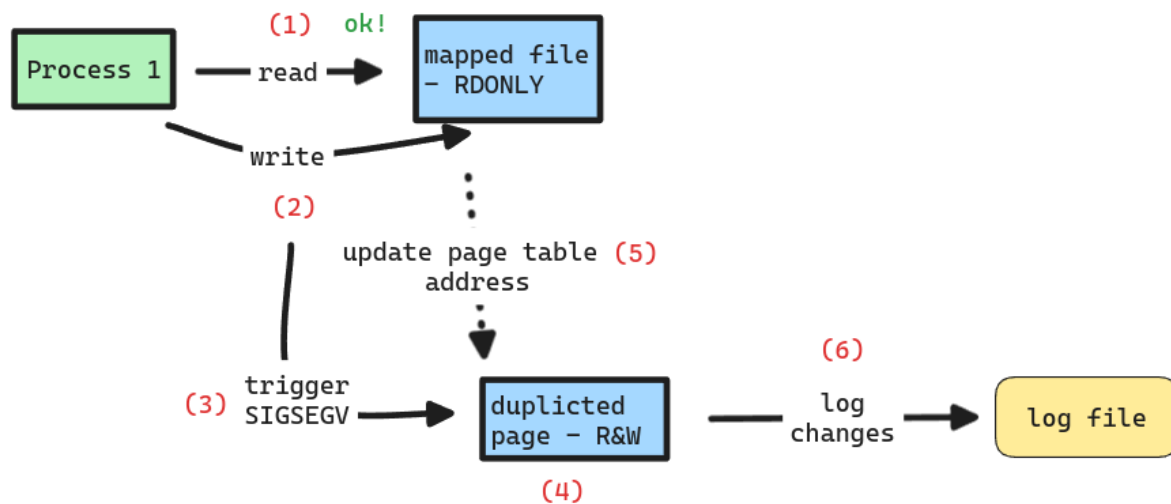 (1) ok!
Process 1
read
mapped file
– RDONLY
write
(2)
update page table (5)
address
(3)
trigger
SIGSEGV
duplicted
page – R&W
(4)
(6)
log
changes
log file